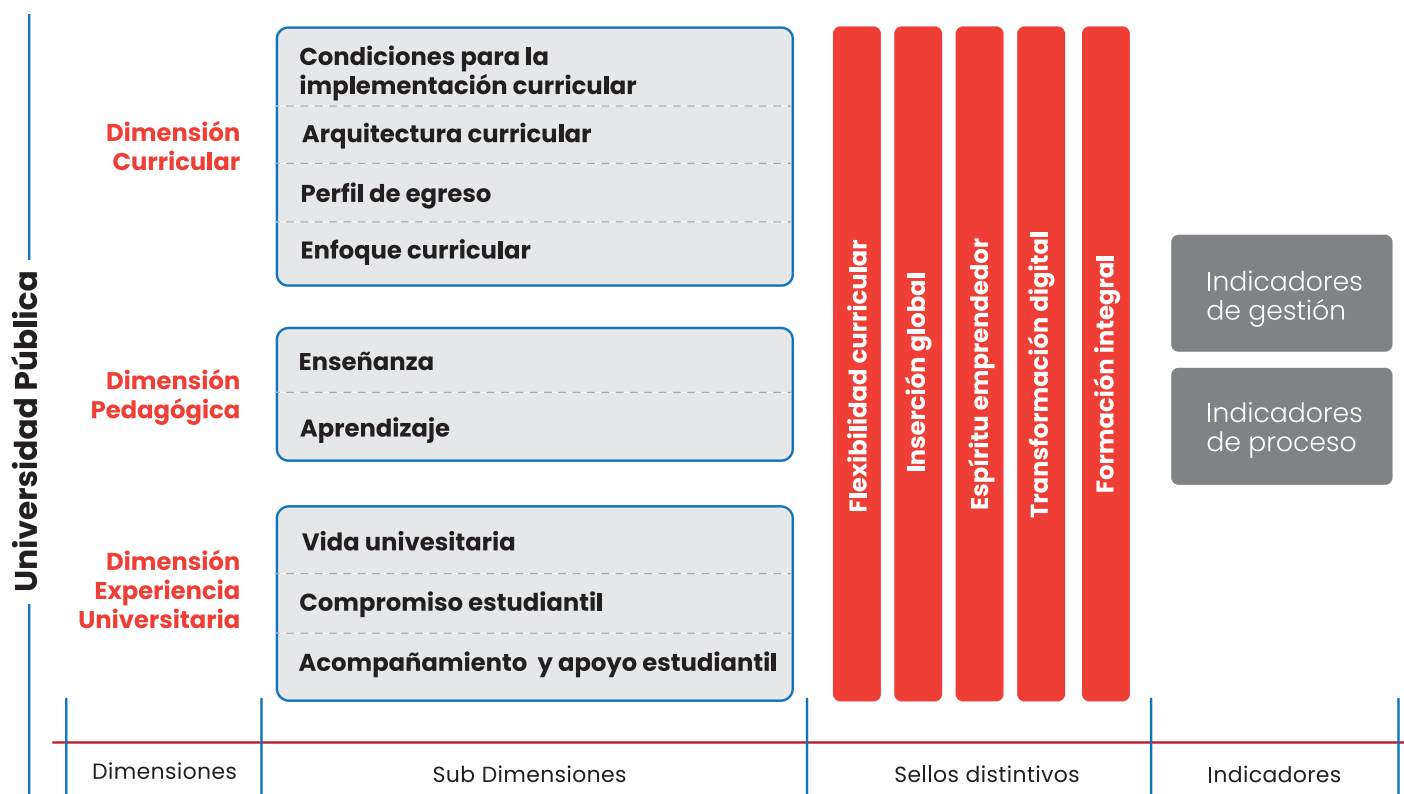 Universidad Pública
Dimensión
Curricular
Condiciones para la
implementación curricular
Arquitectura curricular
Perfil de egreso
Enfoque curricular
Dimensión
Pedagógica
Enseñanza
Aprendizaje
Dimensión
Experiencia
Universitaria
Vida univesitaria
Compromiso estudiantil
Acompañamiento y apoyo estudiantil
Flexibilidad curricular
Inserción global
Espíritu emprendedor
Transformación digital
Formación integral
Indicadores
de gestión
Indicadores
de proceso
Dimensiones
Sub Dimensiones
Sellos distintivos
Indicadores